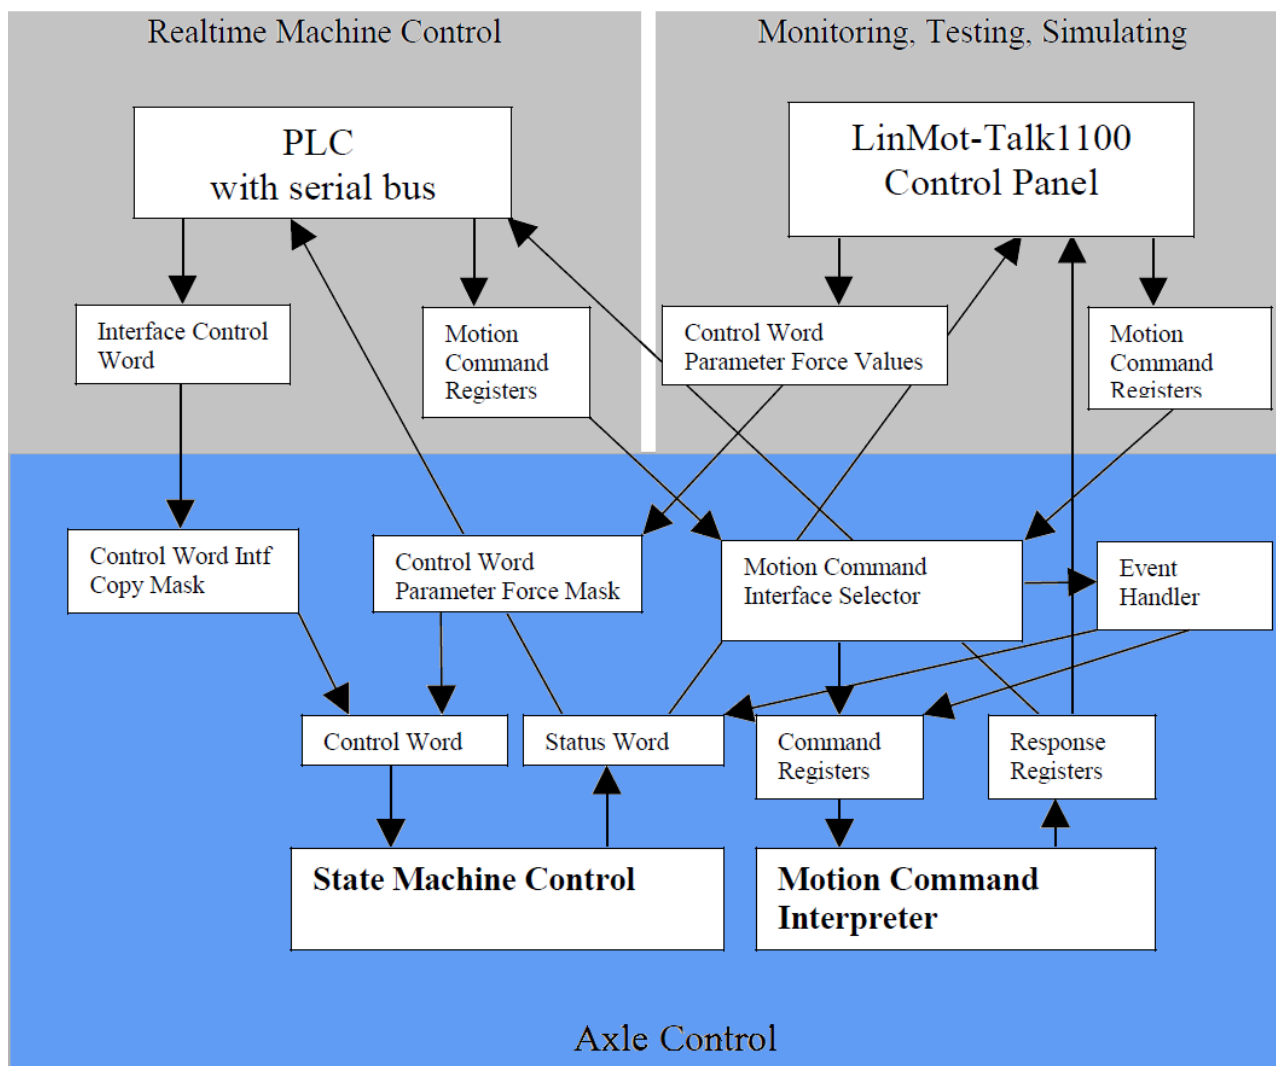 Realtime Machine Control
Monitoring, Testing, Simulating
PLC
with serial bus
LinMot-Talk1100
Control Panel
Interface Control
Word
Motion
Command
Registers
Control Word
Parameter Force Values
Motion
Command
Registers
Control Word Intf
Copy Mask
Control Word
Parameter Force Mask
Motion Command
Interface Selector
Event
Handler
Control Word
Status Word
Command
Registers
Response
Registers
State Machine Control
Motion Command
Interpreter
Axle Control